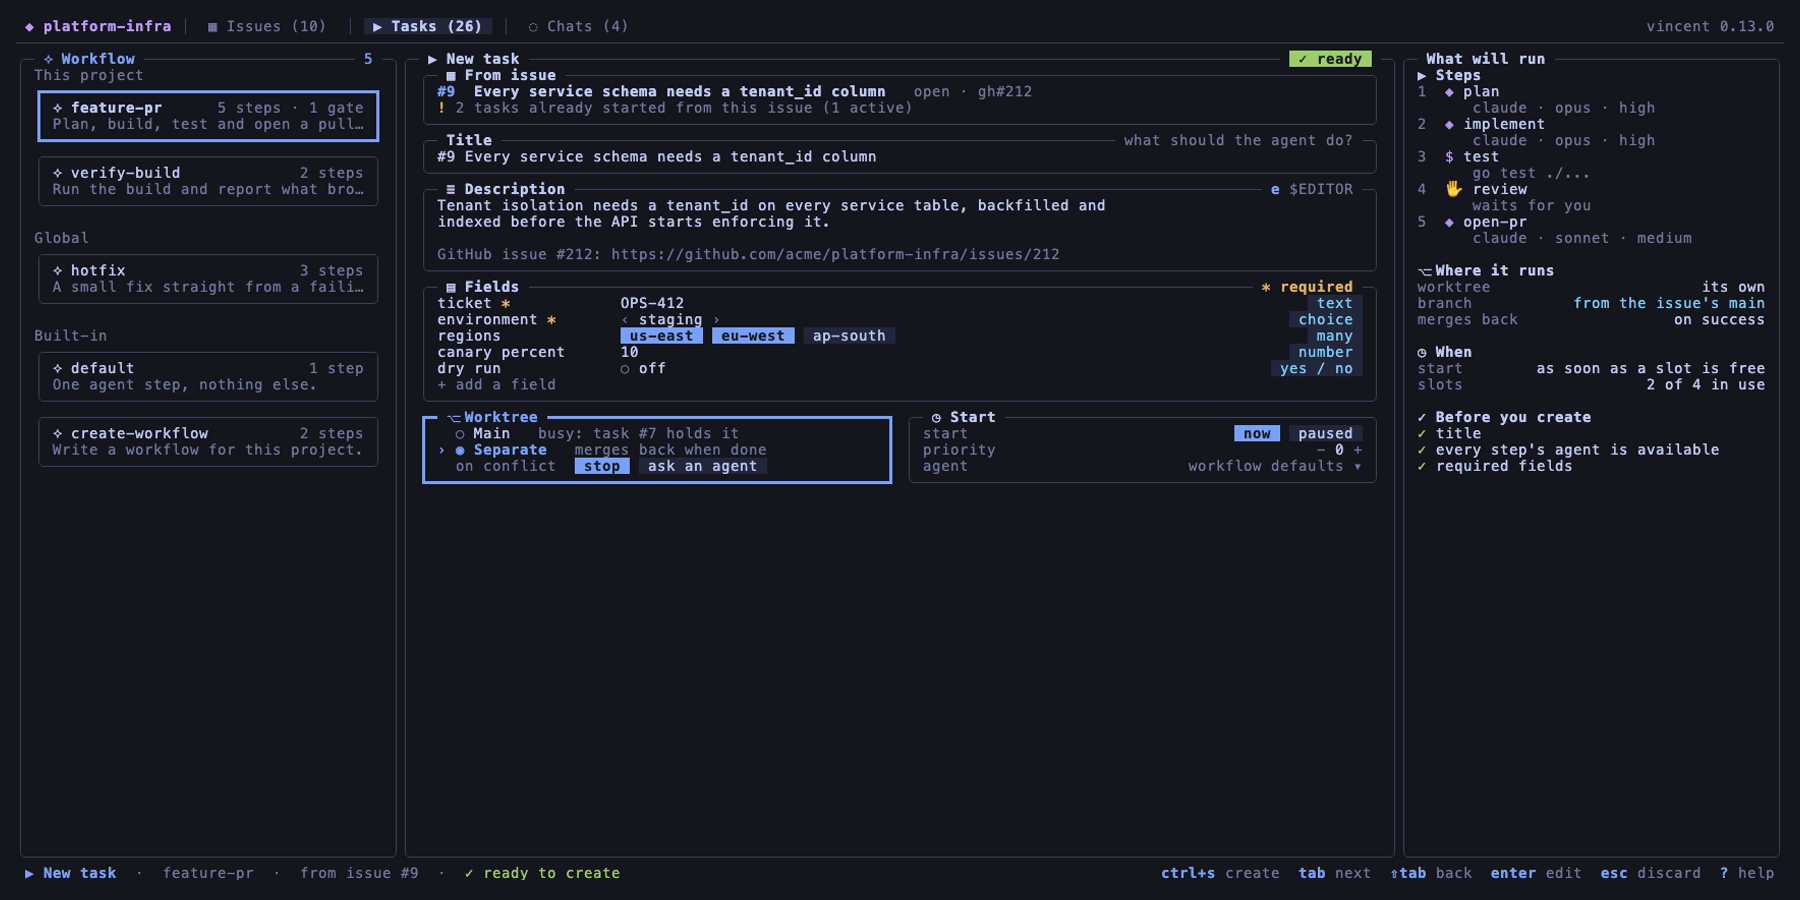 ◆ platform-infra │ ▦ Issues (10) │ ▶ Tasks (26) │ ◌ Chats (4) vincent 0.13.0
✧ Workflow 5
This project
✧ feature-pr 5 steps · 1 gate
Plan, build, test and open a pull…
✧ verify-build 2 steps
Run the build and report what bro…
Global
✧ hotfix 3 steps
A small fix straight from a faili…
Built-in
✧ default 1 step
One agent step, nothing else.
✧ create-workflow 2 steps
Write a workflow for this project.
▶ New task ✓ ready
■ From issue
#9 Every service schema needs a tenant_id column open · gh#212
! 2 tasks already started from this issue (1 active)
Title what should the agent do?
#9 Every service schema needs a tenant_id column
≡ Description e $EDITOR
Tenant isolation needs a tenant_id on every service table, backfilled and
indexed before the API starts enforcing it.
GitHub issue #212: https://github.com/acme/platform-infra/issues/212
▤ Fields * required
ticket * OPS-412 text
environment * ‹ staging › choice
regions us-east eu-west ap-south many
canary percent 10 number
dry run ○ off yes / no
+ add a field
⌥ Worktree
○ Main busy: task #7 holds it
› ◉ Separate merges back when done
on conflict stop ask an agent
◷ Start
start now paused
priority − 0 +
agent workflow defaults ▾
What will run
▶ Steps
1 ◆ plan
claude · opus · high
2 ◆ implement
claude · opus · high
3 $ test
go test ./...
4 ✋ review
waits for you
5 ◆ open-pr
claude · sonnet · medium
⌥ Where it runs
worktree its own
branch from the issue's main
merges back on success
◷ When
start as soon as a slot is free
slots 2 of 4 in use
✓ Before you create
✓ title
✓ every step's agent is available
✓ required fields
▶ New task · feature-pr · from issue #9 · ✓ ready to create ctrl+s create tab next ⇧tab back enter edit esc discard ? help